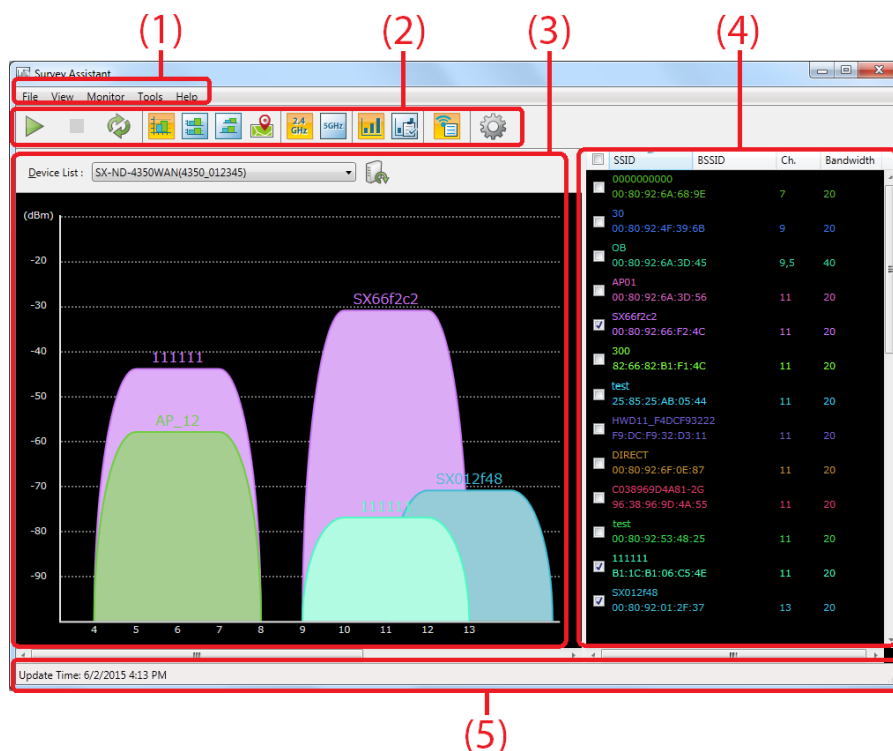 (1) (2) (3) (4)
Survey Assistant
File View Monitor Tools Help
2.4 GHz 5GHz
Device List : SX-ND-4350WAN(4350_012345)
(dBm)
-20
-30
-40
-50
-60
-70
-80
-90
SX66f2c2
111111
AP_12
SX012f48
11111
4 5 6 7 8 9 10 11 12 13
SSID BSSID Ch. Bandwidth
0000000000
00:80:92:6A:68:9E 7 20
30
00:80:92:4F:39:6B 9 20
OB
00:80:92:6A:3D:45 9,5 40
AP01
00:80:92:6A:3D:56 11 20
SX66f2c2
00:80:92:66:F2:4C 11 20
300
82:66:82:B1:F1:4C 11 20
test
25:85:25:AB:05:44 11 20
HWD11_F4DCF93222
F9:DC:F9:32:D3:11 11 20
DIRECT
00:80:92:6F:0E:87 11 20
C038969D4A81-2G
96:38:96:9D:4A:55 11 20
test
00:80:92:53:48:25 11 20
111111
B1:1C:B1:06:C5:4E 11 20
SX012f48
00:80:92:01:2F:37 13 20
Update Time: 6/2/2015 4:13 PM
(5)